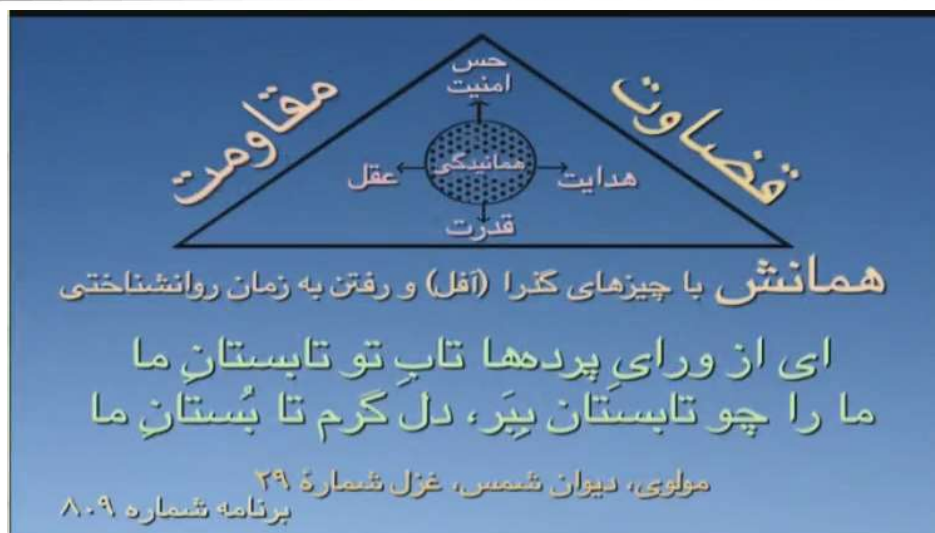 مقاومت
قضاوت
حس
امنیت
همانیدگی
عقل
هدایت
قدرت
همانش با چیزهای گذرا (آفل) و رفتن به زمان روانشناختی
ای از ورایِ پرده‌ها تابِ تو تابستانِ ما
ما را چو تابستان ببَر، دل گرم تا بُستانِ ما
مولوی، دیوان شمس، غزل شمارهٔ ۲۹
برنامه شماره ۸۰۹